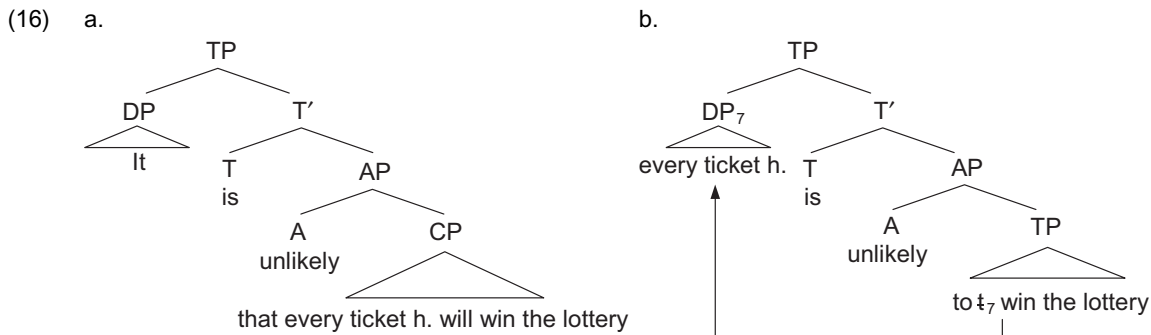 (16) a. b.
TP TP
DP T′ DP₇ T′
It T AP every ticket h. T AP
is is
A CP A TP
unlikely unlikely
that every ticket h. will win the lottery to t̵₇ win the lottery